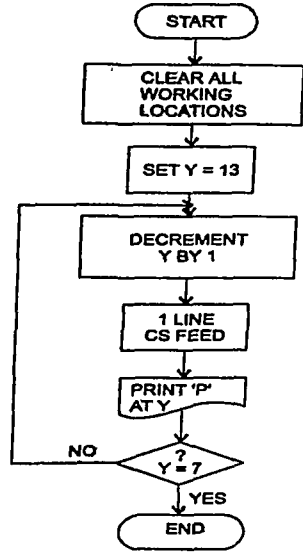 START
CLEAR ALL
WORKING
LOCATIONS
SET Y = 13
DECREMENT
Y BY 1
1 LINE
CS FEED
PRINT 'P'
AT Y
NO
?
Y = 7
YES
END